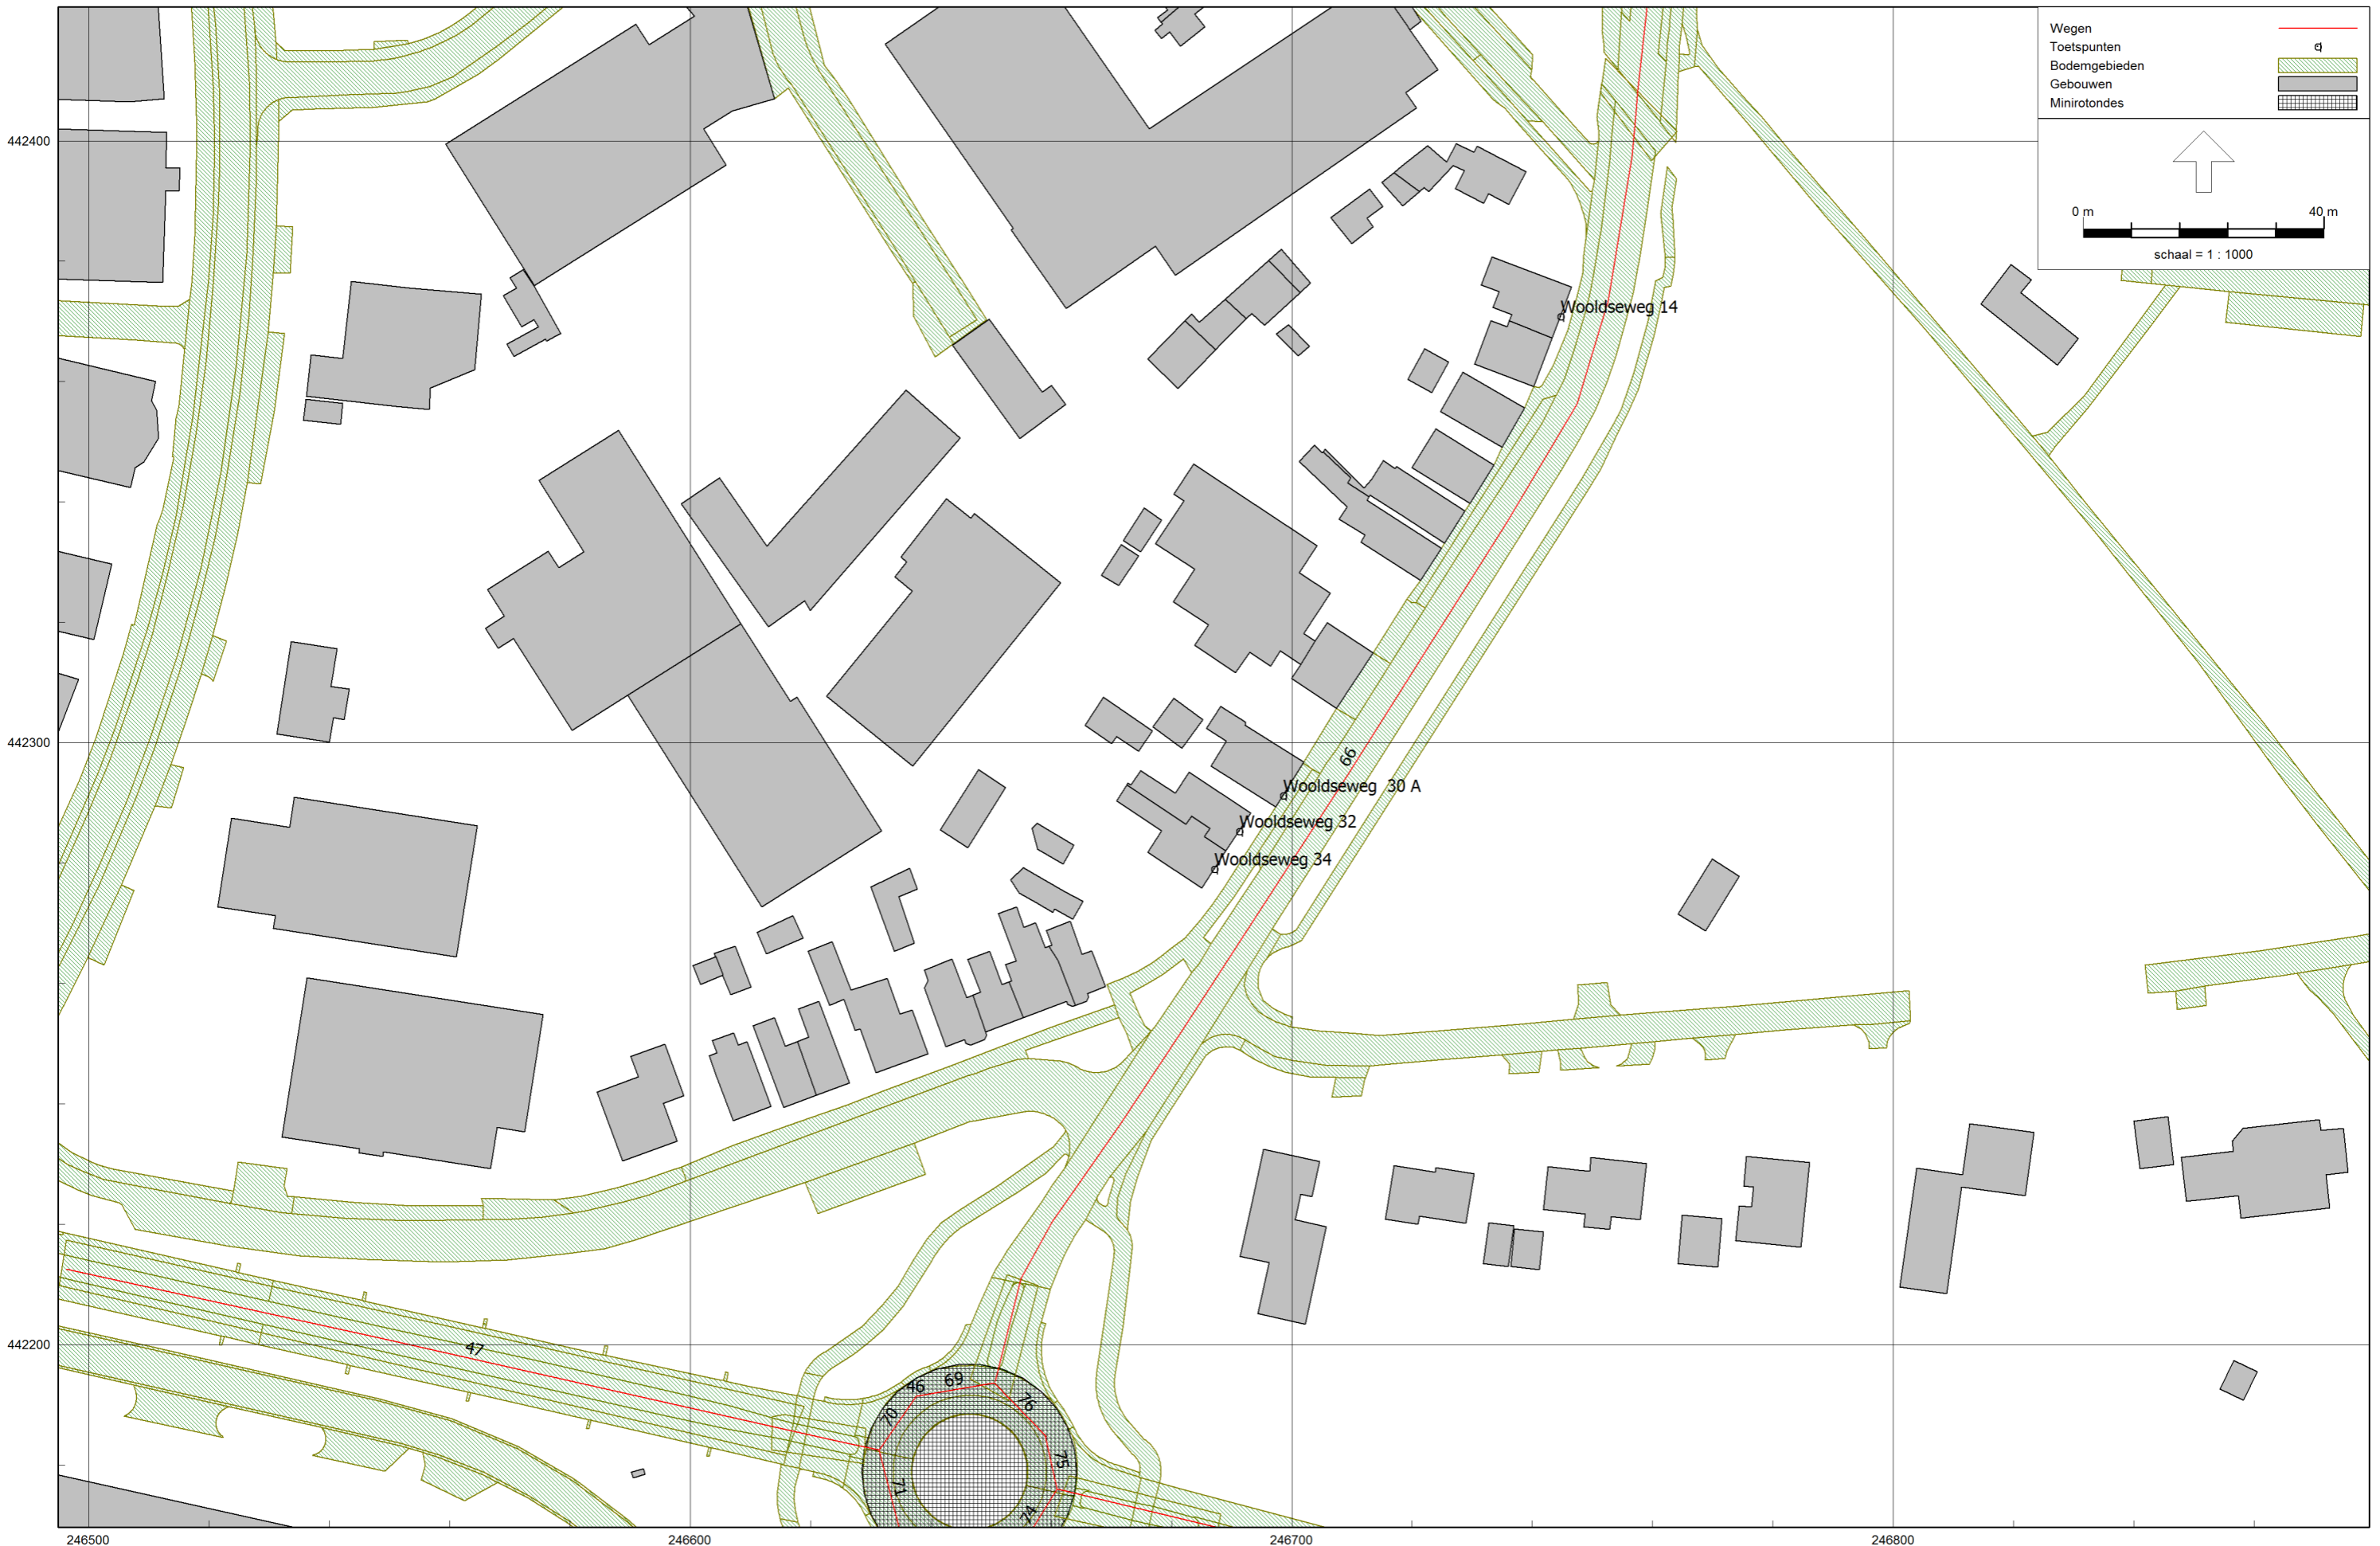 Wegen
Toetspunten
Bodemgebieden
Gebouwen
Minirotondes
0 m 40 m
schaal = 1 : 1000
442400
Wooldseweg 14
442300
66
Wooldseweg 30 A
Wooldseweg 32
Wooldseweg 34
442200
47
46 69
76
70
75
71
74
246500 246600 246700 246800